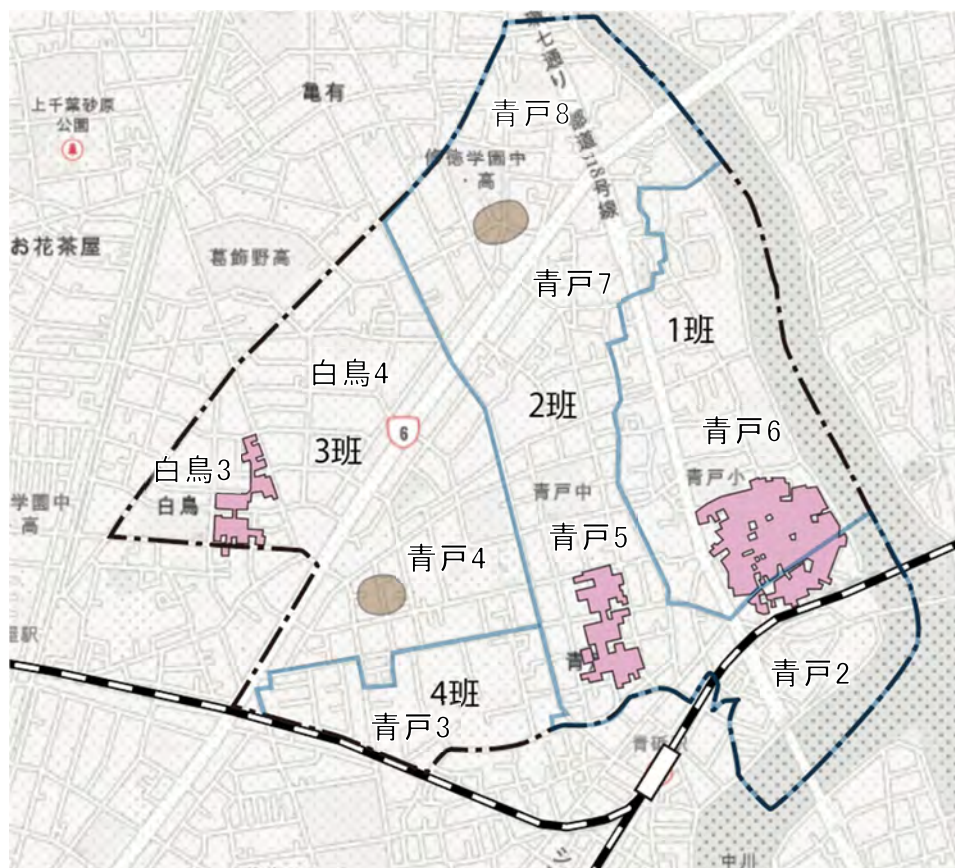 亀有
上千葉砂原
公園
青戸8
修徳学園中
・高
環七通り
都道318号線
お花茶屋
葛飾野高
青戸7
1班
白鳥4
2班
6
3班
青戸6
白鳥3
青戸小
白鳥
学園中
高
青戸中
青戸5
青戸4
青戸2
4班
青戸3
中川